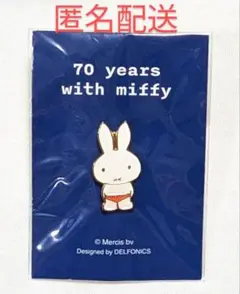 匿名配送
70 years
with miffy
© Mercis bv
Designed by DELFONICS